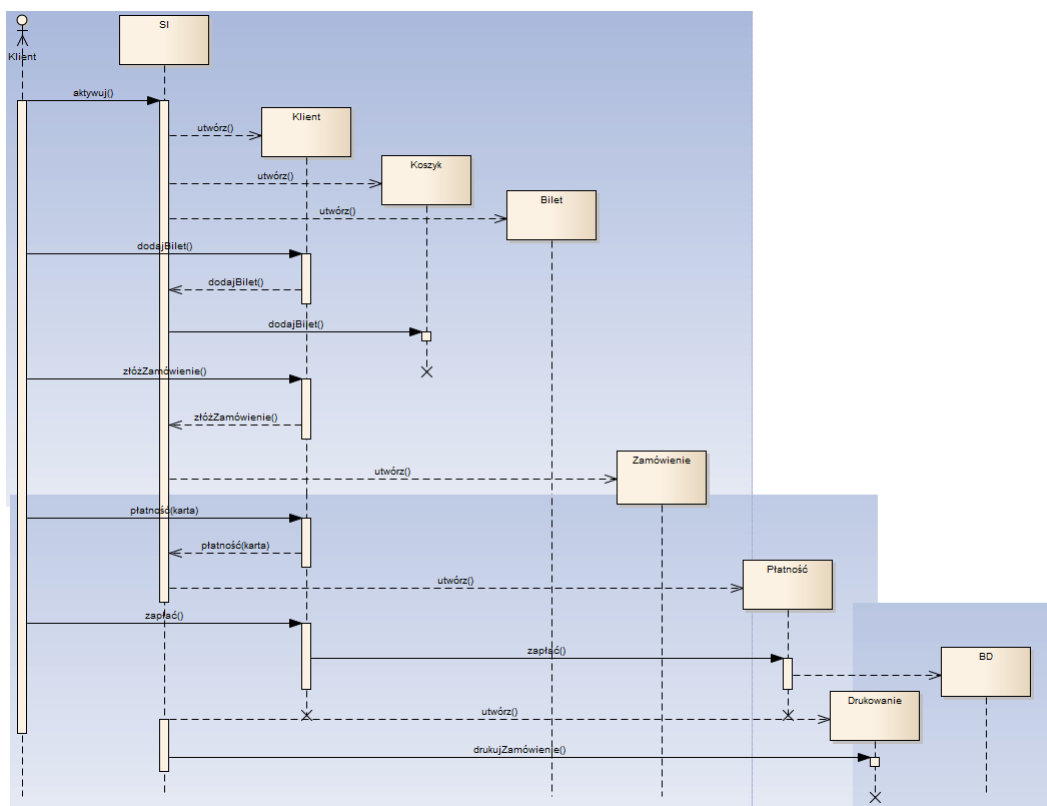 SI
Klient
aktywuj()
Klient
utwórz()
Koszyk
utwórz()
Bilet
utwórz()
dodajBilet()
dodajBilet()
dodajBilet()
złóżZamówienie()
złóżZamówienie()
Zamówienie
utwórz()
płatność(karta)
płatność(karta)
Płatność
utwórz()
zapłać()
zapłać()
BD
Drukowanie
utwórz()
drukujZamówienie()